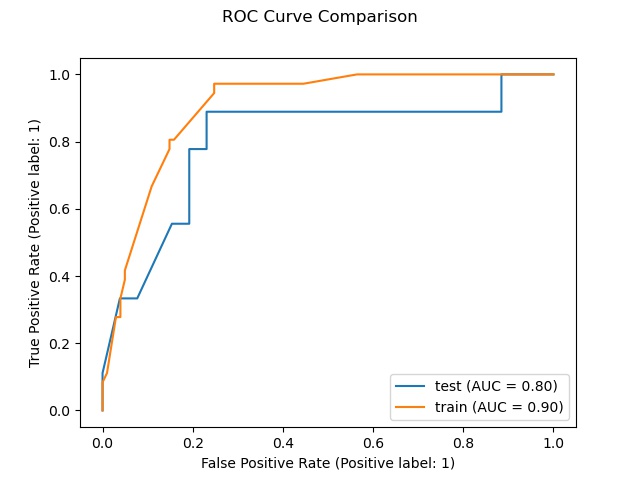 ROC Curve Comparison
1.0
0.8
0.6
0.4
0.2
0.0
True Positive Rate (Positive label: 1)
0.0 0.2 0.4 0.6 0.8 1.0
False Positive Rate (Positive label: 1)
test (AUC = 0.80)
train (AUC = 0.90)